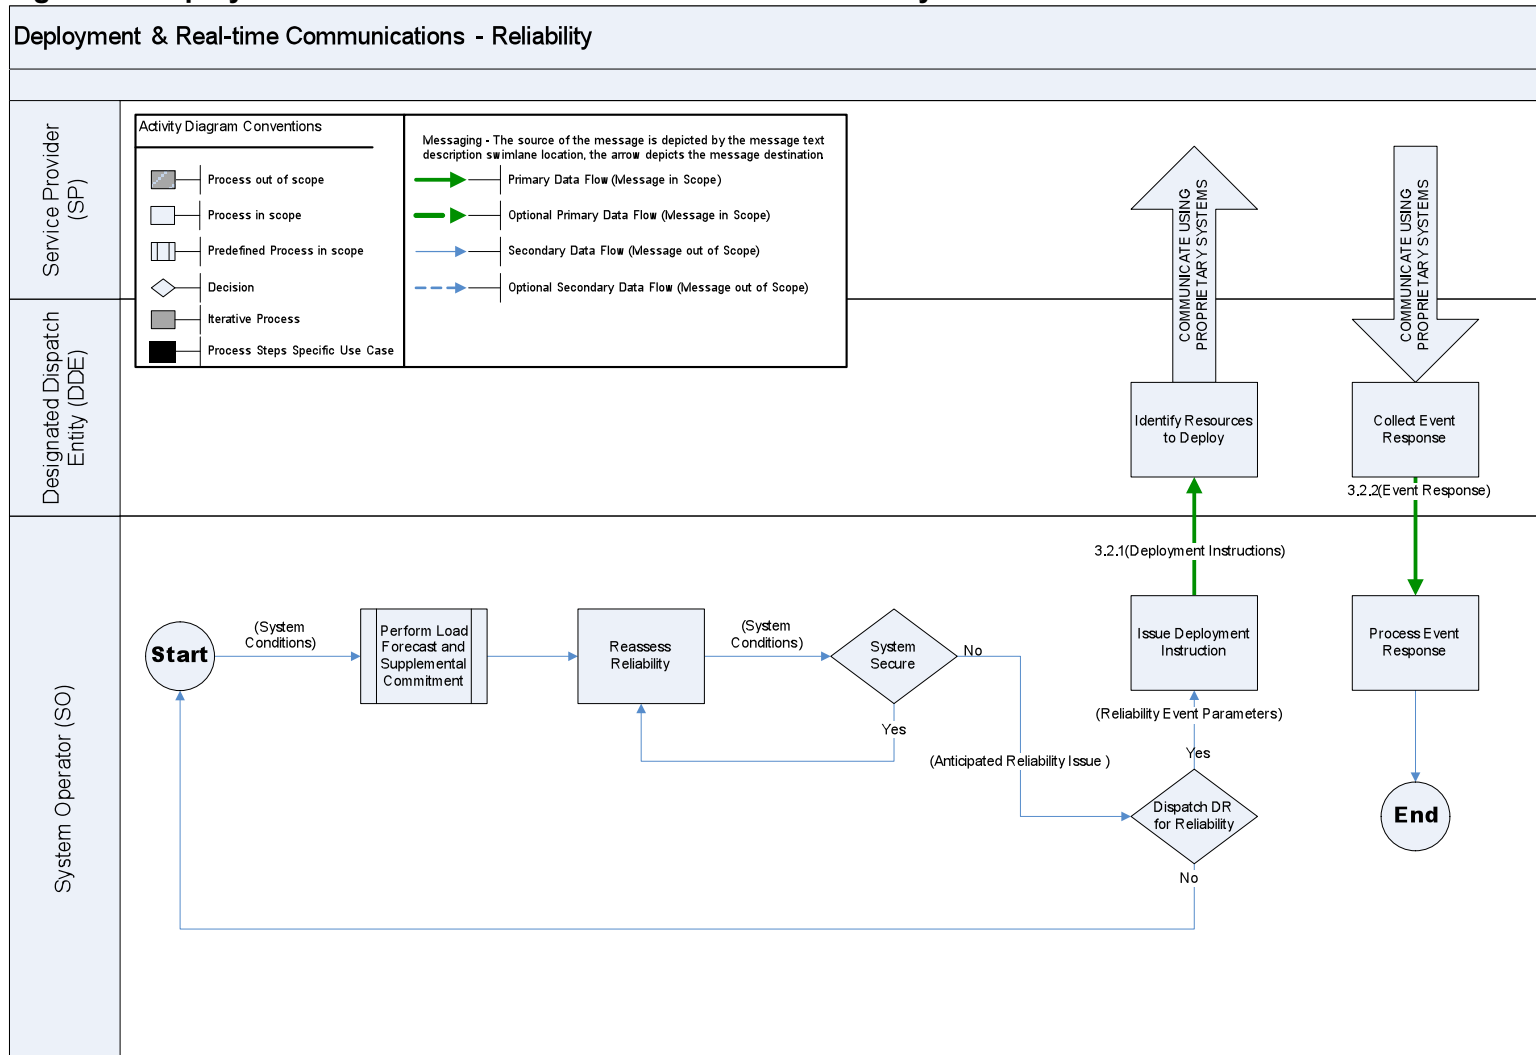 Deployment & Real-time Communications - Reliability
Service Provider
(SP)
Designated Dispatch
Entity (DDE)
System Operator (SO)
Activity Diagram Conventions
Process out of scope
Process in scope
Predefined Process in scope
Decision
Iterative Process
Process Steps Specific Use Case
Messaging - The source of the message is depicted by the message text
description swimlane location, the arrow depicts the message destination.
Primary Data Flow (Message in Scope)
Optional Primary Data Flow (Message in Scope)
Secondary Data Flow (Message out of Scope)
Optional Secondary Data Flow (Message out of Scope)
COMMUNICATE USING
PROPRIETARY SYSTEMS
COMMUNICATE USING
PROPRIETARY SYSTEMS
Identify Resources
to Deploy
Collect Event
Response
3.2.2(Event Response)
3.2.1(Deployment Instructions)
Start
(System
Conditions)
Perform Load
Forecast and
Supplemental
Commitment
Reassess
Reliability
(System
Conditions)
System
Secure
No
Yes
(Anticipated Reliability Issue )
Issue Deployment
Instruction
(Reliability Event Parameters)
Yes
Dispatch DR
for Reliability
No
Process Event
Response
End